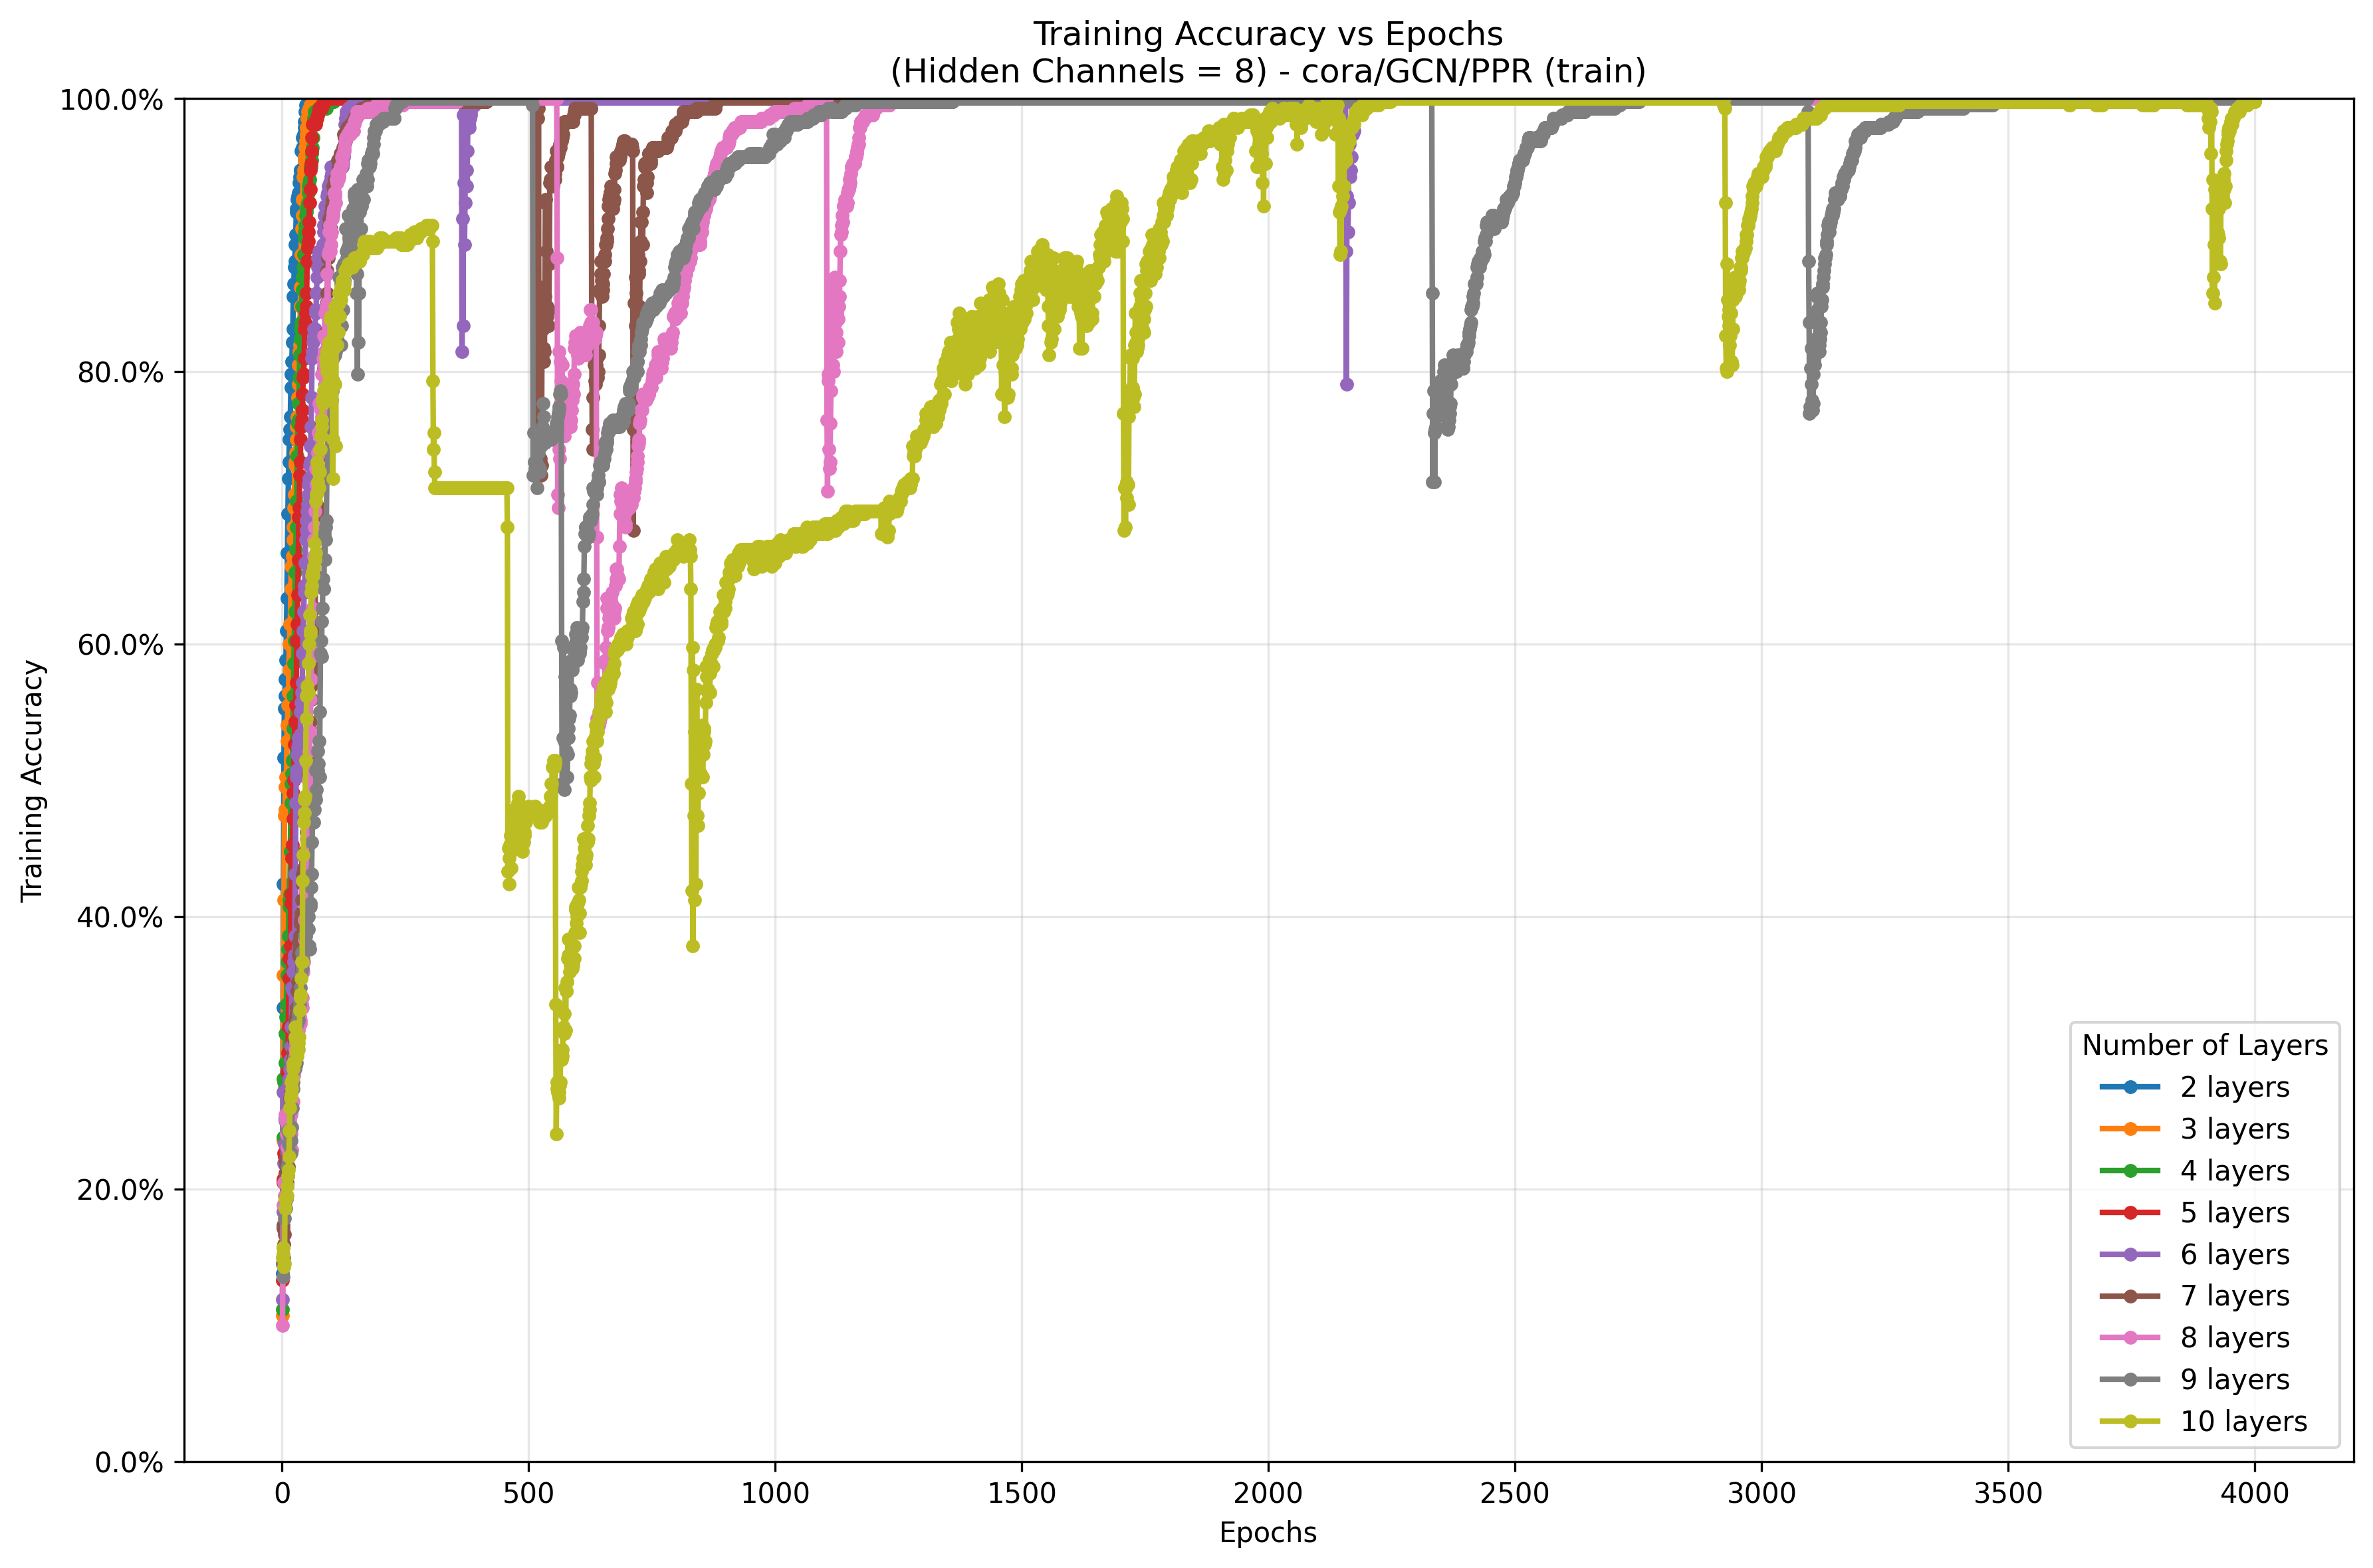 Training Accuracy vs Epochs
(Hidden Channels = 8) - cora/GCN/PPR (train)
100.0%
80.0%
60.0%
40.0%
20.0%
0.0%
Training Accuracy
0
500
1000
1500
2000
2500
3000
3500
4000
Epochs
Number of Layers
2 layers
3 layers
4 layers
5 layers
6 layers
7 layers
8 layers
9 layers
10 layers